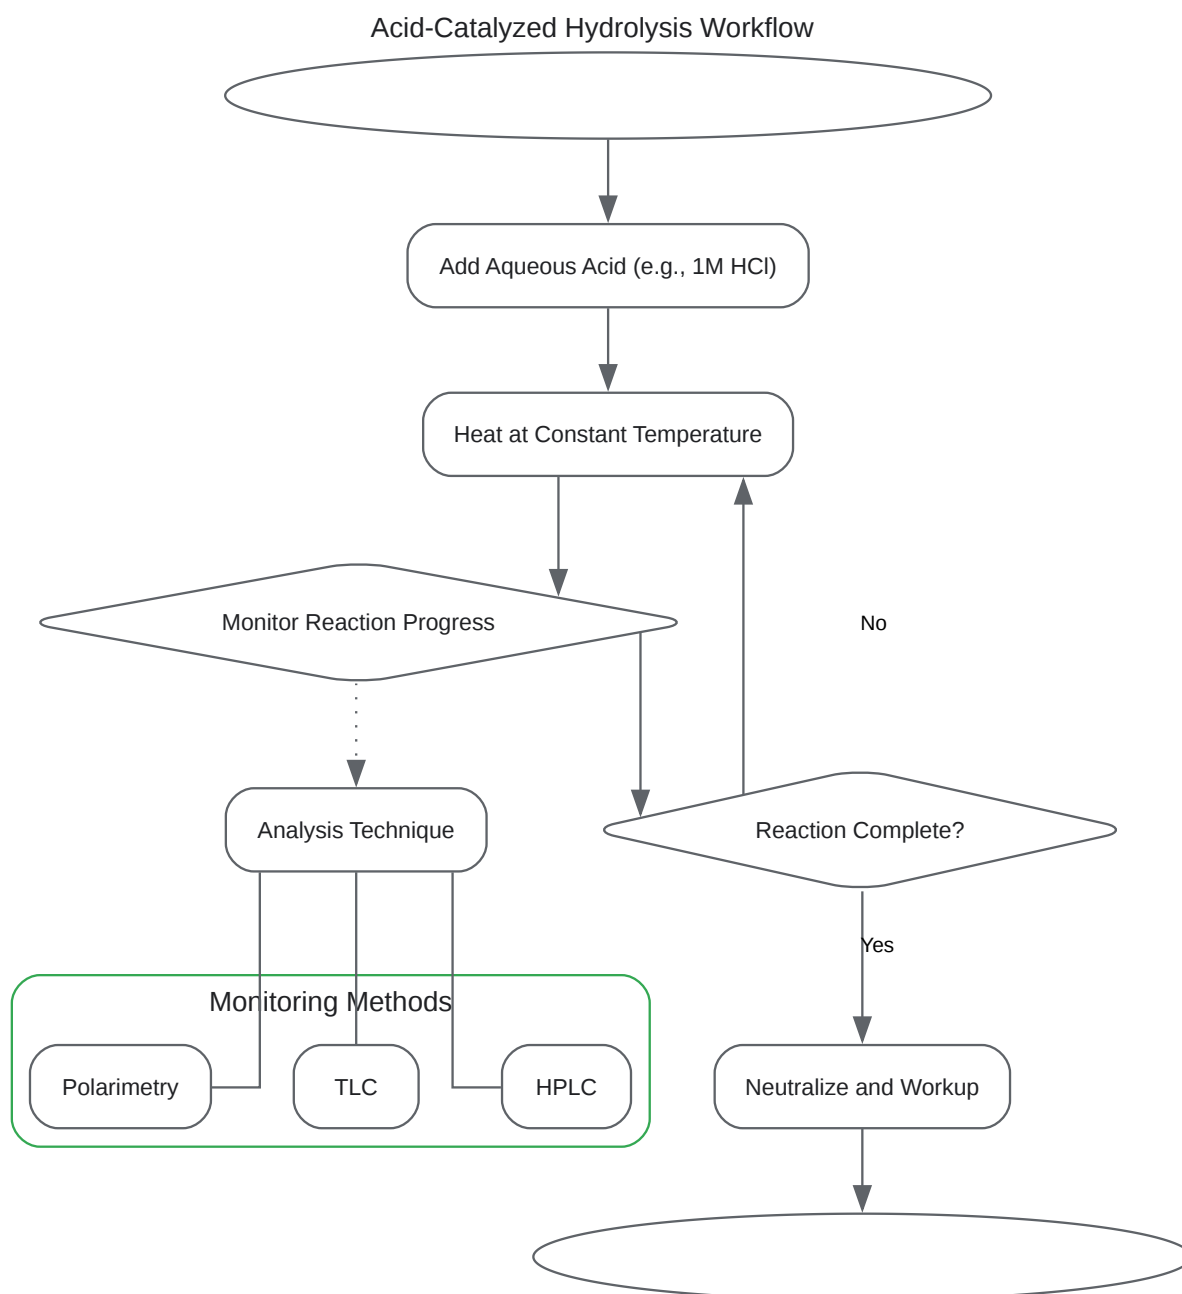 Acid-Catalyzed Hydrolysis Workflow
Add Aqueous Acid (e.g., 1M HCl)
Heat at Constant Temperature
Monitor Reaction Progress
No
Analysis Technique
Reaction Complete?
Yes
Monitoring Methods
Polarimetry
TLC
HPLC
Neutralize and Workup